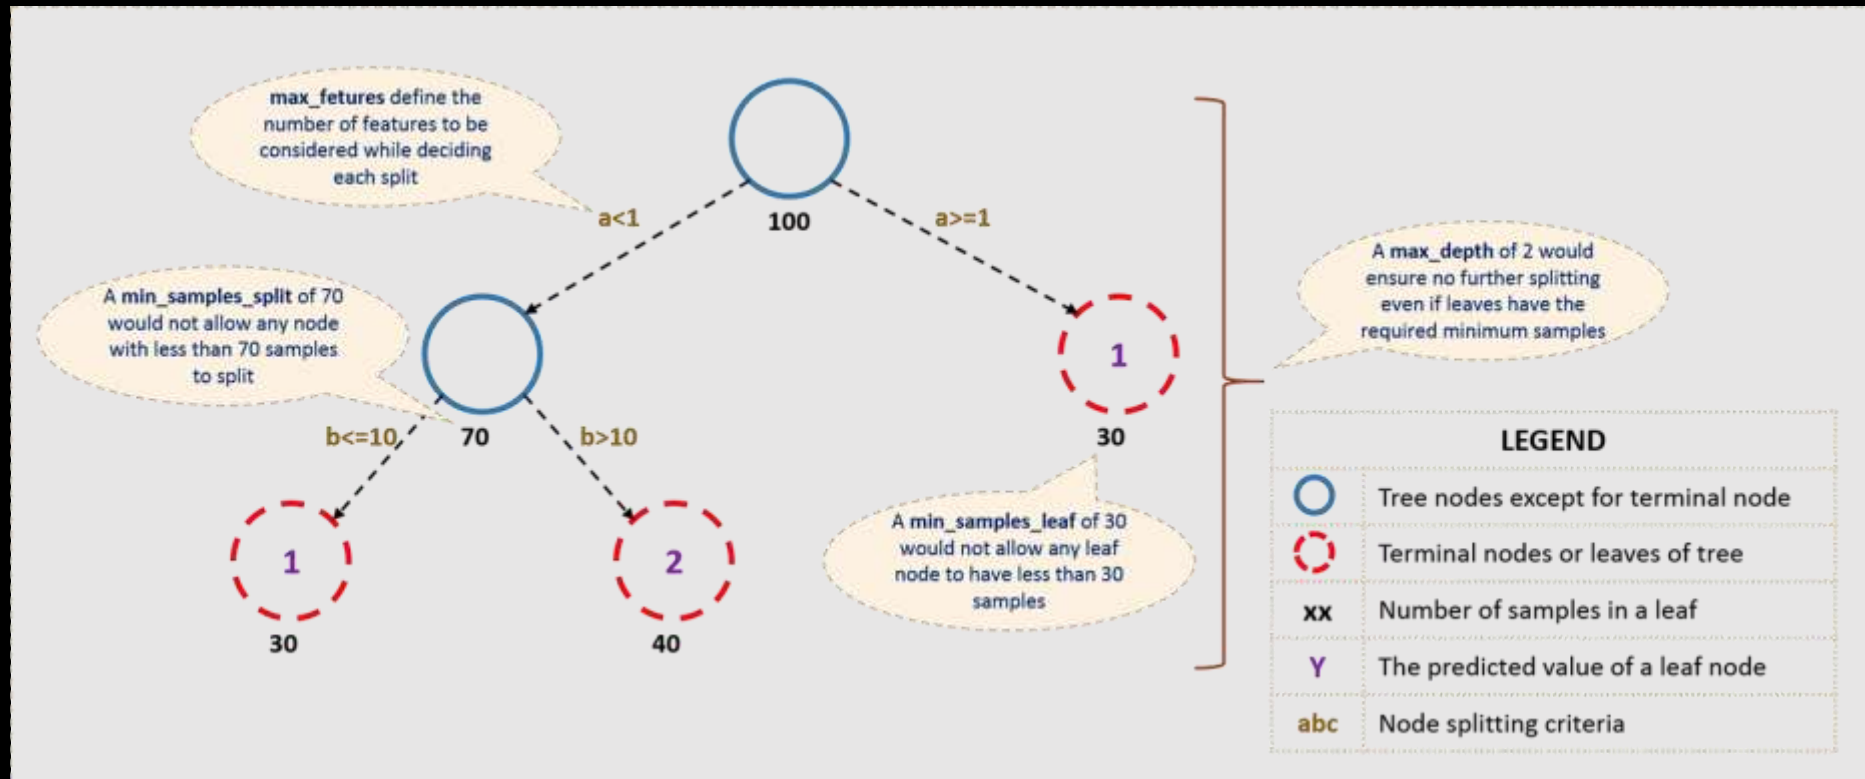 max_fetures define the
number of features to be
considered while deciding
each split
100
a<1
a>=1
A min_samples_split of 70
would not allow any node
with less than 70 samples
to split
70
b<=10
b>10
1
30
1
30
2
40
A min_samples_leaf of 30
would not allow any leaf
node to have less than 30
samples
A max_depth of 2 would
ensure no further splitting
even if leaves have the
required minimum samples
LEGEND
Tree nodes except for terminal node
Terminal nodes or leaves of tree
xx Number of samples in a leaf
Y The predicted value of a leaf node
abc Node splitting criteria